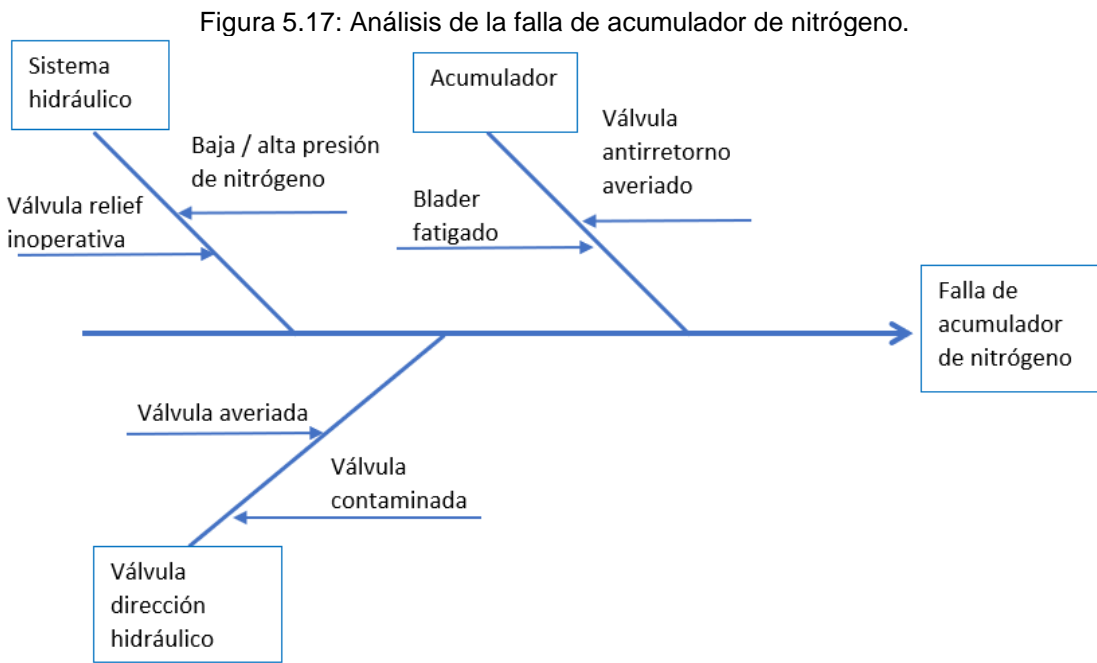 Figura 5.17: Análisis de la falla de acumulador de nitrógeno.
Sistema
hidráulico
Baja / alta presión
de nitrógeno
Válvula relief
inoperativa
Acumulador
Válvula
antirretorno
averiado
Blader
fatigado
Falla de
acumulador
de nitrógeno
Válvula averiada
Válvula
contaminada
Válvula
dirección
hidráulico